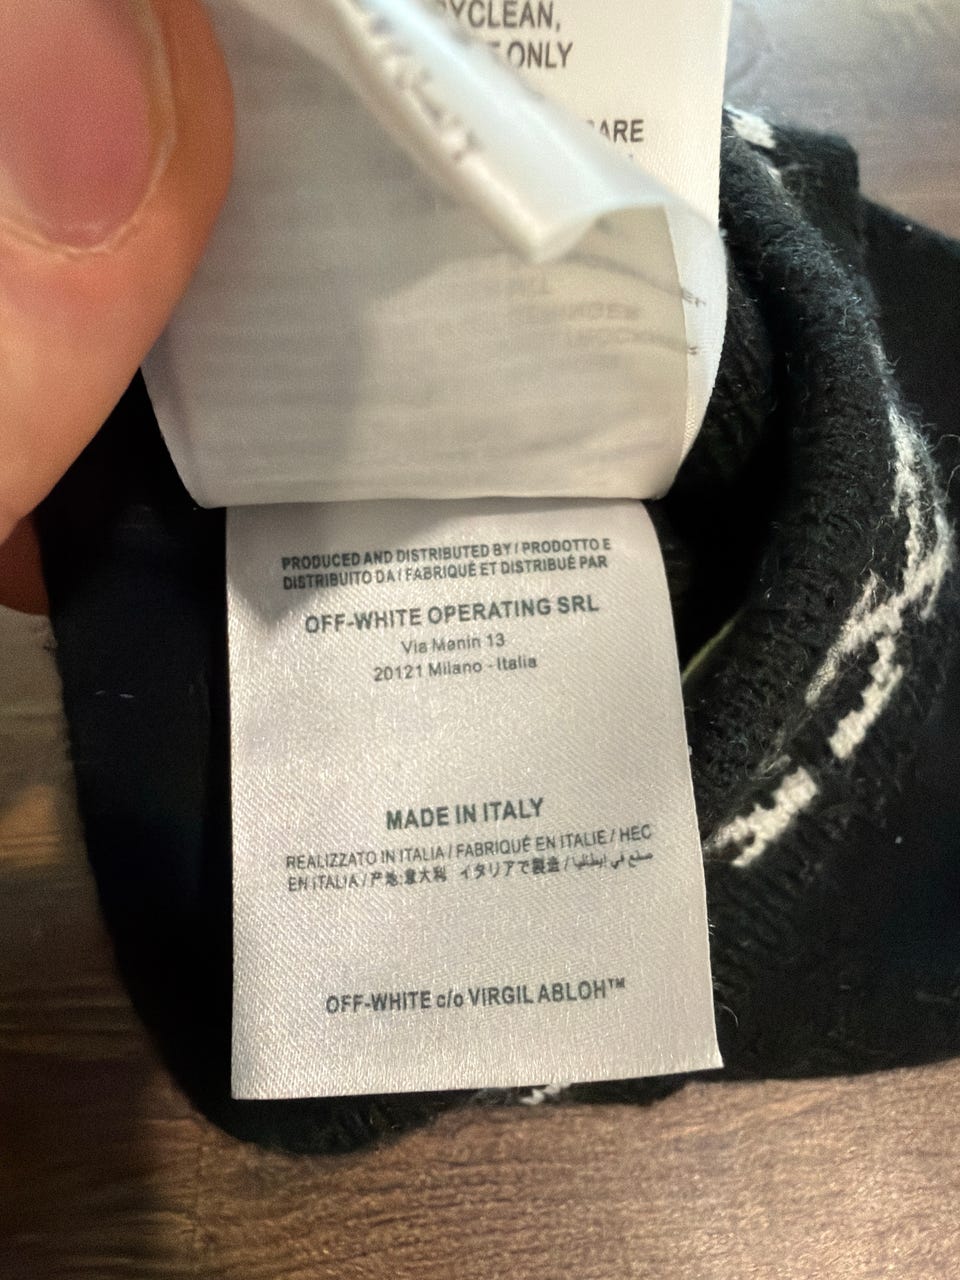 YCLEAN,
ONLY
ARE
PRODUCED AND DISTRIBUTED BY / PRODOTTO E
DISTRIBUITO DA / FABRIQUÉ ET DISTRIBUÉ PAR
OFF-WHITE OPERATING SRL
Via Manin 13
20121 Milano - Italia
MADE IN ITALY
REALIZZATO IN ITALIA / FABRIQUÉ EN ITALIE / HEC
EN ITALIA / 产地:意大利 イタリアで製造 / صنع في إيطاليا
OFF-WHITE c/o VIRGIL ABLOH™